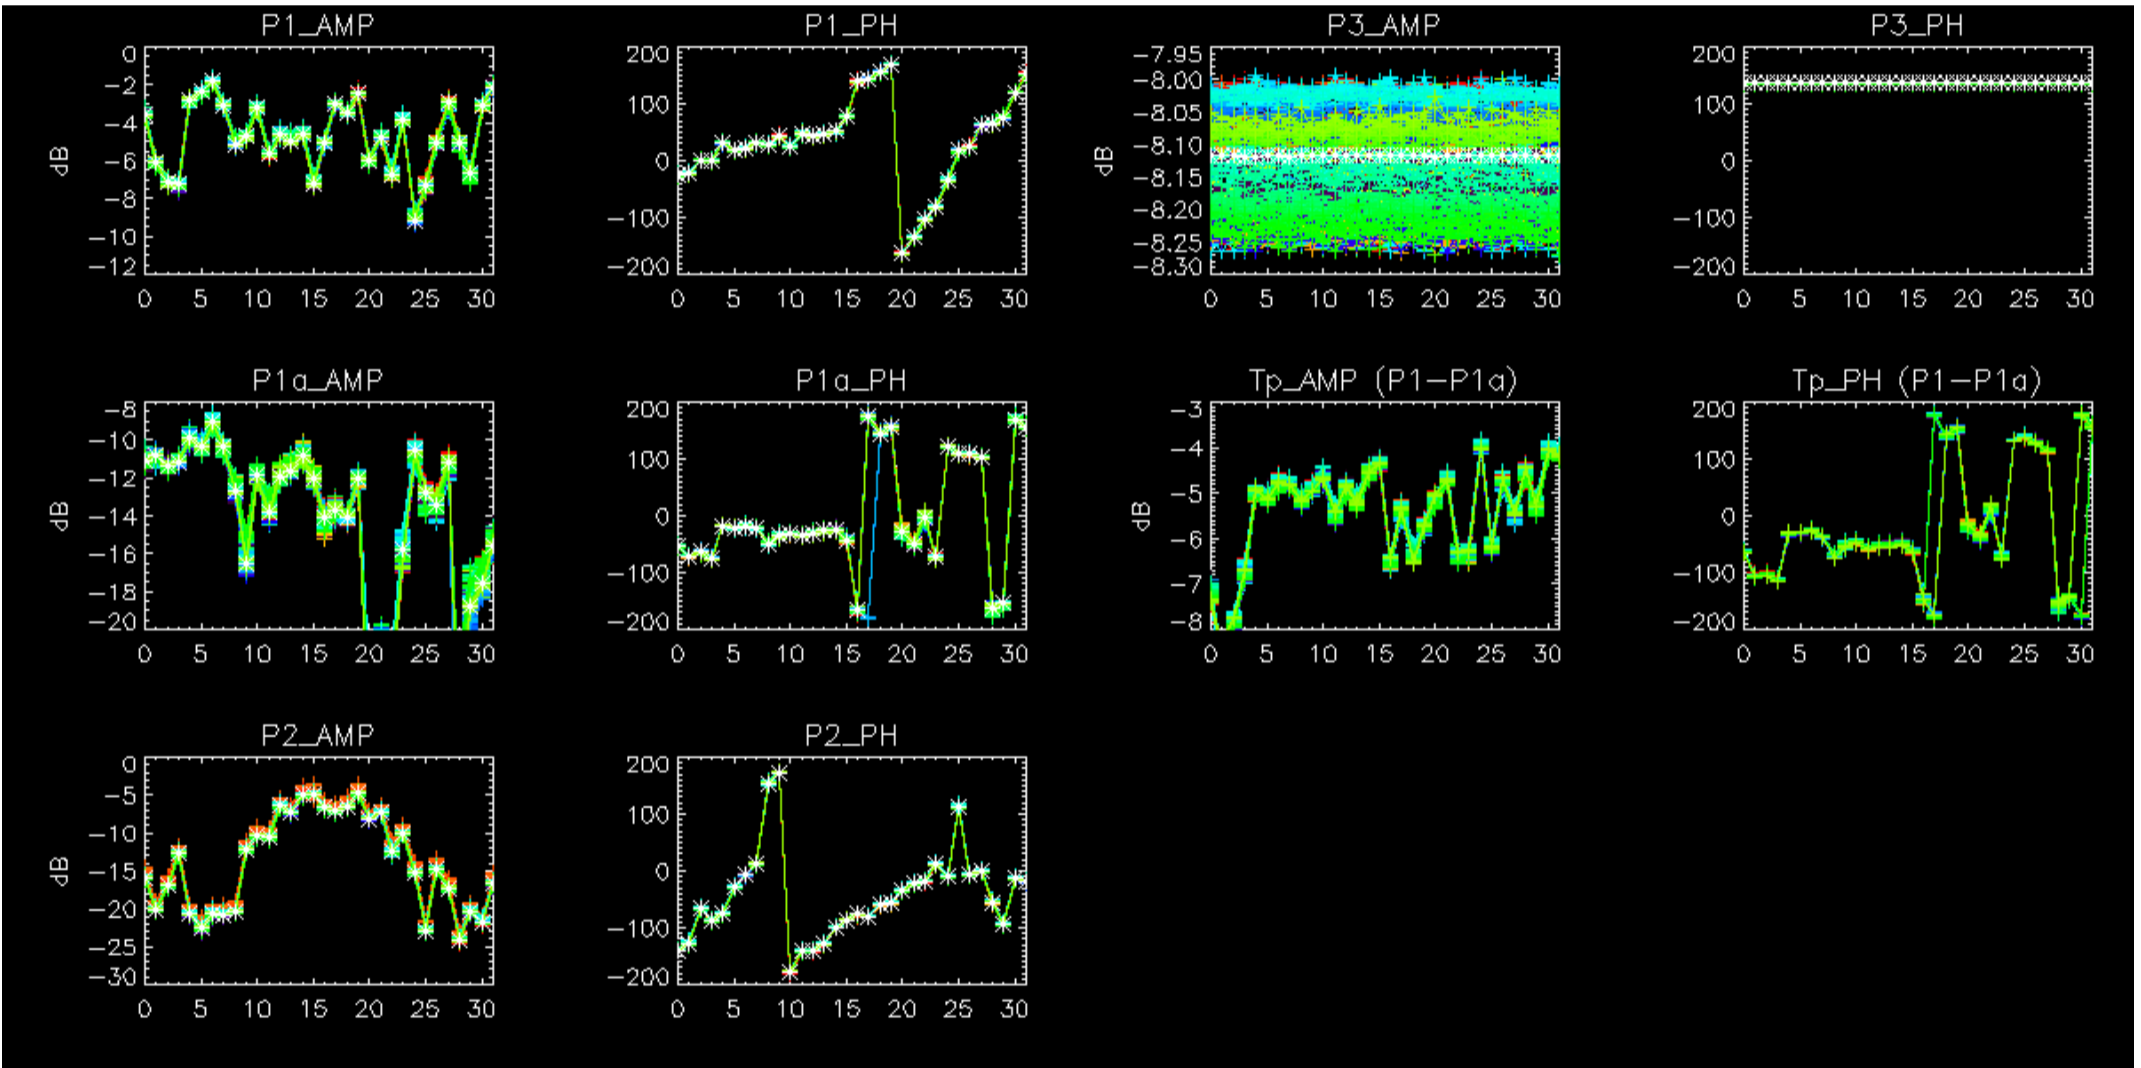 P1_AMP
P1_PH
P3_AMP
P3_PH
0
-2
-4
-6
-8
-10
-12
dB
0 5 10 15 20 25 30
200
100
0
-100
-200
0 5 10 15 20 25 30
-7.95
-8.00
-8.05
-8.10
-8.15
-8.20
-8.25
-8.30
dB
0 5 10 15 20 25 30
200
100
0
-100
-200
0 5 10 15 20 25 30
P1a_AMP
P1a_PH
Tp_AMP (P1-P1a)
Tp_PH (P1-P1a)
-8
-10
-12
-14
-16
-18
-20
dB
0 5 10 15 20 25 30
200
100
0
-100
-200
0 5 10 15 20 25 30
-3
-4
-5
-6
-7
-8
dB
0 5 10 15 20 25 30
200
100
0
-100
-200
0 5 10 15 20 25 30
P2_AMP
P2_PH
0
-5
-10
-15
-20
-25
-30
dB
0 5 10 15 20 25 30
200
100
0
-100
-200
0 5 10 15 20 25 30